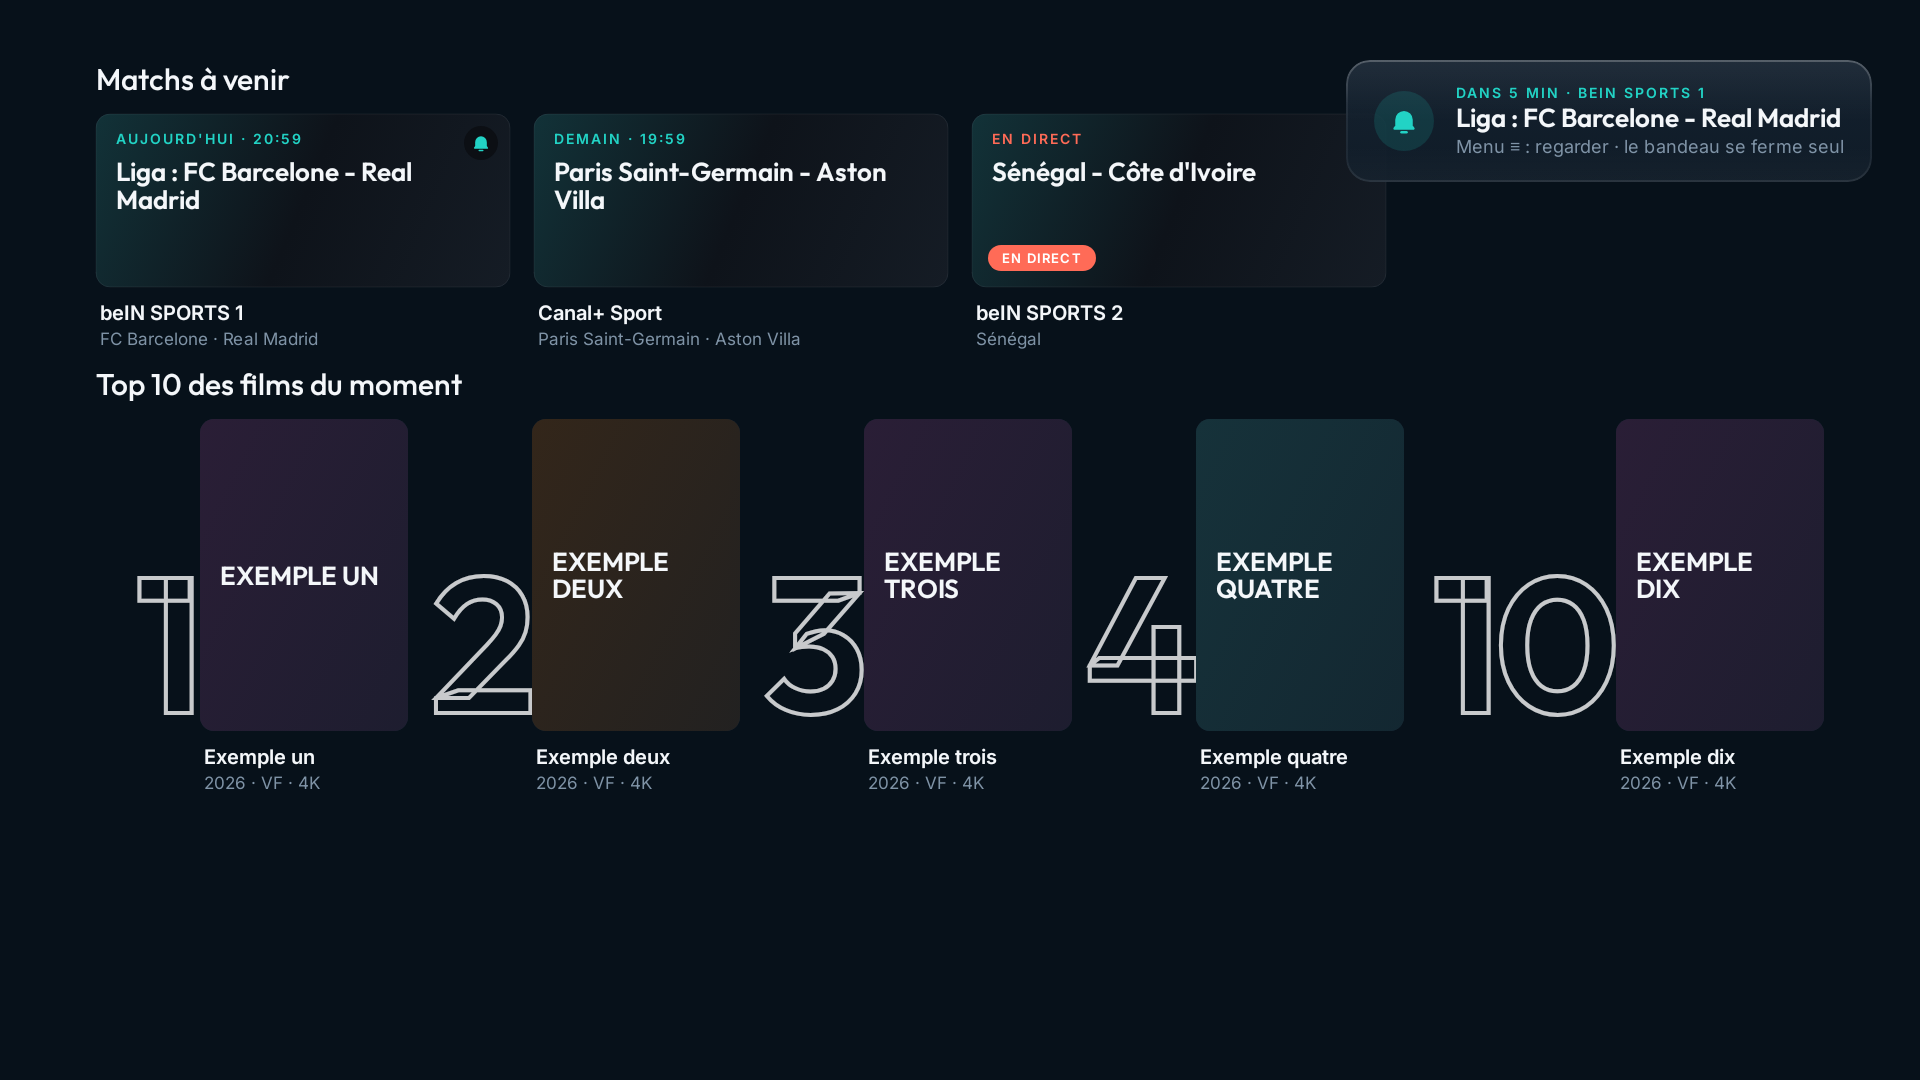 Matchs à venir
DANS 5 MIN · BEIN SPORTS 1
Liga : FC Barcelone - Real Madrid
Menu ≡ : regarder · le bandeau se ferme seul
AUJOURD'HUI · 20:59
Liga : FC Barcelone - Real
Madrid
beIN SPORTS 1
FC Barcelone · Real Madrid
DEMAIN · 19:59
Paris Saint-Germain - Aston
Villa
Canal+ Sport
Paris Saint-Germain · Aston Villa
EN DIRECT
Sénégal - Côte d'Ivoire
EN DIRECT
beIN SPORTS 2
Sénégal
Top 10 des films du moment
1
EXEMPLE UN
Exemple un
2026 · VF · 4K
2
EXEMPLE
DEUX
Exemple deux
2026 · VF · 4K
3
EXEMPLE
TROIS
Exemple trois
2026 · VF · 4K
4
EXEMPLE
QUATRE
Exemple quatre
2026 · VF · 4K
10
EXEMPLE
DIX
Exemple dix
2026 · VF · 4K